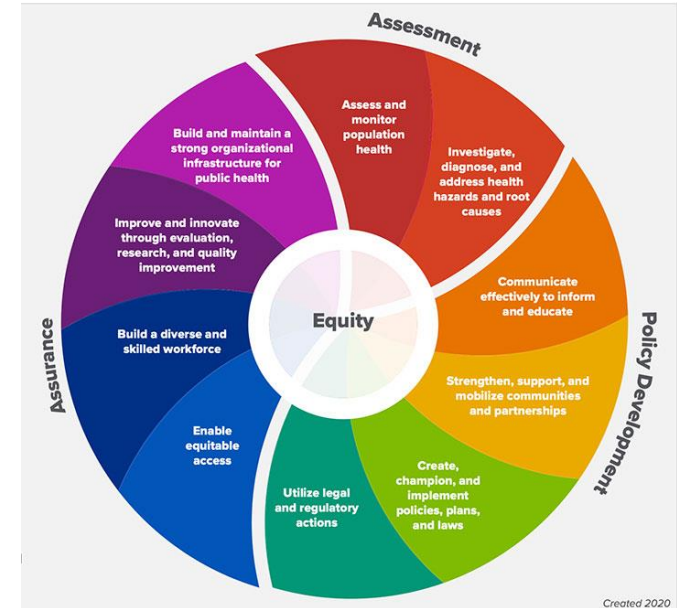 Assessment
Assess and
monitor
population
health
Investigate,
diagnose, and
address health
hazards and root
causes
Policy Development
Communicate
effectively to inform
and educate
Strengthen, support, and
mobilize communities
and partnerships
Create,
champion, and
implement
policies, plans,
and laws
Utilize legal
and regulatory
actions
Assurance
Enable
equitable
access
Build a diverse and
skilled workforce
Improve and innovate
through evaluation,
research, and quality
improvement
Build and maintain a
strong organizational
infrastructure for
public health
Equity
Created 2020